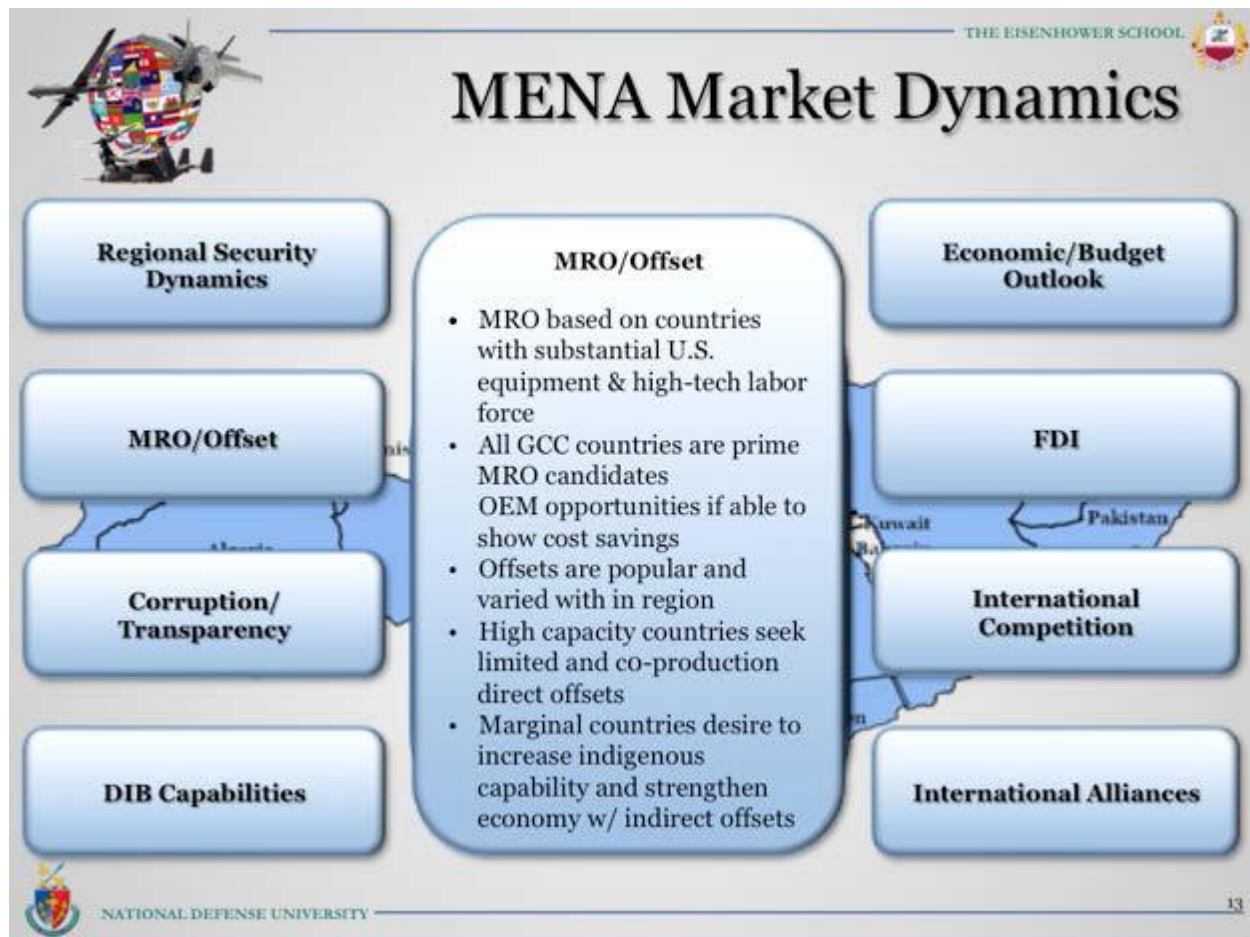 THE EISENHOWER SCHOOL
MENA Market Dynamics
Regional Security
Dynamics
MRO/Offset
Corruption/
Transparency
DIB Capabilities
MRO/Offset
• MRO based on countries
with substantial U.S.
equipment & high-tech labor
force
• All GCC countries are prime
MRO candidates
OEM opportunities if able to
show cost savings
• Offsets are popular and
varied with in region
• High capacity countries seek
limited and co-production
direct offsets
• Marginal countries desire to
increase indigenous
capability and strengthen
economy w/ indirect offsets
Economic/Budget
Outlook
FDI
International
Competition
International Alliances
Kuwait
Pakistan
NATIONAL DEFENSE UNIVERSITY
13